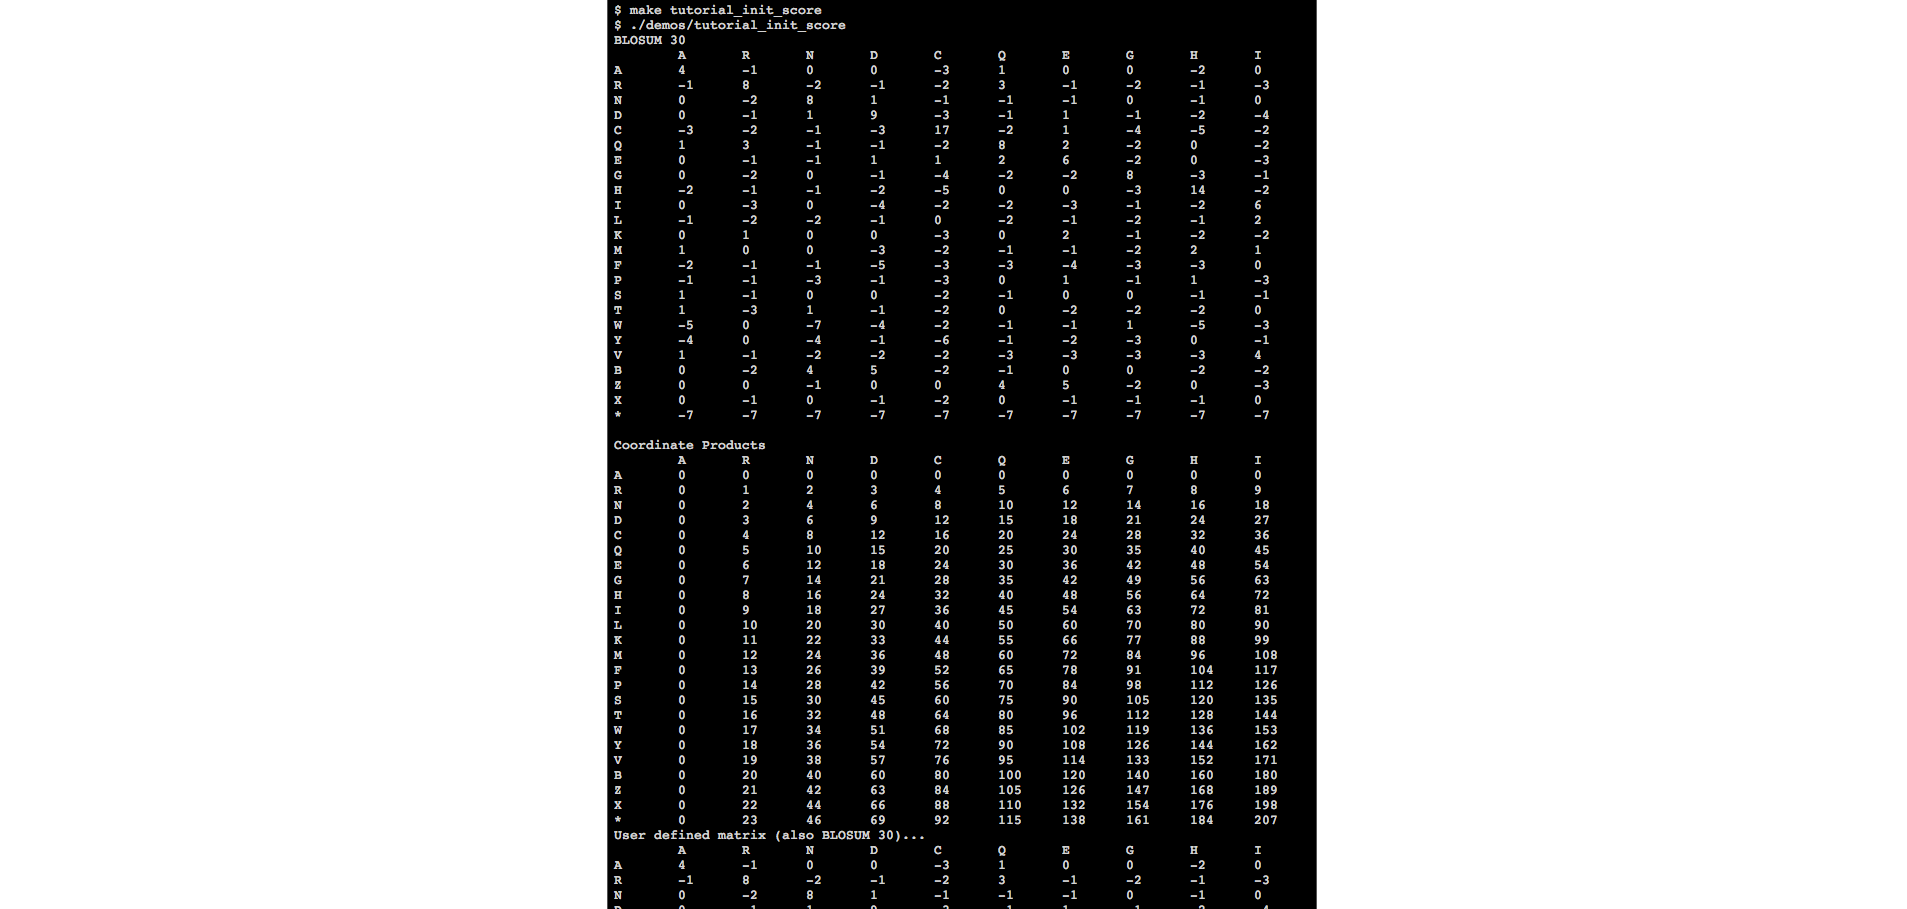 $ make tutorial_init_score
$ ./demos/tutorial_init_score
BLOSUM 30
A R N D C Q E G H I
A 4 -1 0 0 -3 1 0 0 -2 0
R -1 8 -2 -1 -2 3 -1 -2 -1 -3
N 0 -2 8 1 -1 -1 -1 0 -1 0
D 0 -1 1 9 -3 -1 1 -1 -2 -4
C -3 -2 -1 -3 17 -2 1 -4 -5 -2
Q 1 3 -1 -1 -2 8 2 -2 0 -2
E 0 -1 -1 1 1 2 6 -2 0 -3
G 0 -2 0 -1 -4 -2 -2 8 -3 -1
H -2 -1 -1 -2 -5 0 0 -3 14 -2
I 0 -3 0 -4 -2 -2 -3 -1 -2 6
L -1 -2 -2 -1 0 -2 -1 -2 -1 2
K 0 1 0 0 -3 0 2 -1 -2 -2
M 1 0 0 -3 -2 -1 -1 -2 2 1
F -2 -1 -1 -5 -3 -3 -4 -3 -3 0
P -1 -1 -3 -1 -3 0 1 -1 1 -3
S 1 -1 0 0 -2 -1 0 0 -1 -1
T 1 -3 1 -1 -2 0 -2 -2 -2 0
W -5 0 -7 -4 -2 -1 -1 1 -5 -3
Y -4 0 -4 -1 -6 -1 -2 -3 0 -1
V 1 -1 -2 -2 -2 -3 -3 -3 -3 4
B 0 -2 4 5 -2 -1 0 0 -2 -2
Z 0 0 -1 0 0 4 5 -2 0 -3
X 0 -1 0 -1 -2 0 -1 -1 -1 0
* -7 -7 -7 -7 -7 -7 -7 -7 -7 -7
Coordinate Products
A R N D C Q E G H I
A 0 0 0 0 0 0 0 0 0 0
R 0 1 2 3 4 5 6 7 8 9
N 0 2 4 6 8 10 12 14 16 18
D 0 3 6 9 12 15 18 21 24 27
C 0 4 8 12 16 20 24 28 32 36
Q 0 5 10 15 20 25 30 35 40 45
E 0 6 12 18 24 30 36 42 48 54
G 0 7 14 21 28 35 42 49 56 63
H 0 8 16 24 32 40 48 56 64 72
I 0 9 18 27 36 45 54 63 72 81
L 0 10 20 30 40 50 60 70 80 90
K 0 11 22 33 44 55 66 77 88 99
M 0 12 24 36 48 60 72 84 96 108
F 0 13 26 39 52 65 78 91 104 117
P 0 14 28 42 56 70 84 98 112 126
S 0 15 30 45 60 75 90 105 120 135
T 0 16 32 48 64 80 96 112 128 144
W 0 17 34 51 68 85 102 119 136 153
Y 0 18 36 54 72 90 108 126 144 162
V 0 19 38 57 76 95 114 133 152 171
B 0 20 40 60 80 100 120 140 160 180
Z 0 21 42 63 84 105 126 147 168 189
X 0 22 44 66 88 110 132 154 176 198
* 0 23 46 69 92 115 138 161 184 207
User defined matrix (also BLOSUM 30)...
A R N D C Q E G H I
A 4 -1 0 0 -3 1 0 0 -2 0
R -1 8 -2 -1 -2 3 -1 -2 -1 -3
N 0 -2 8 1 -1 -1 -1 0 -1 0